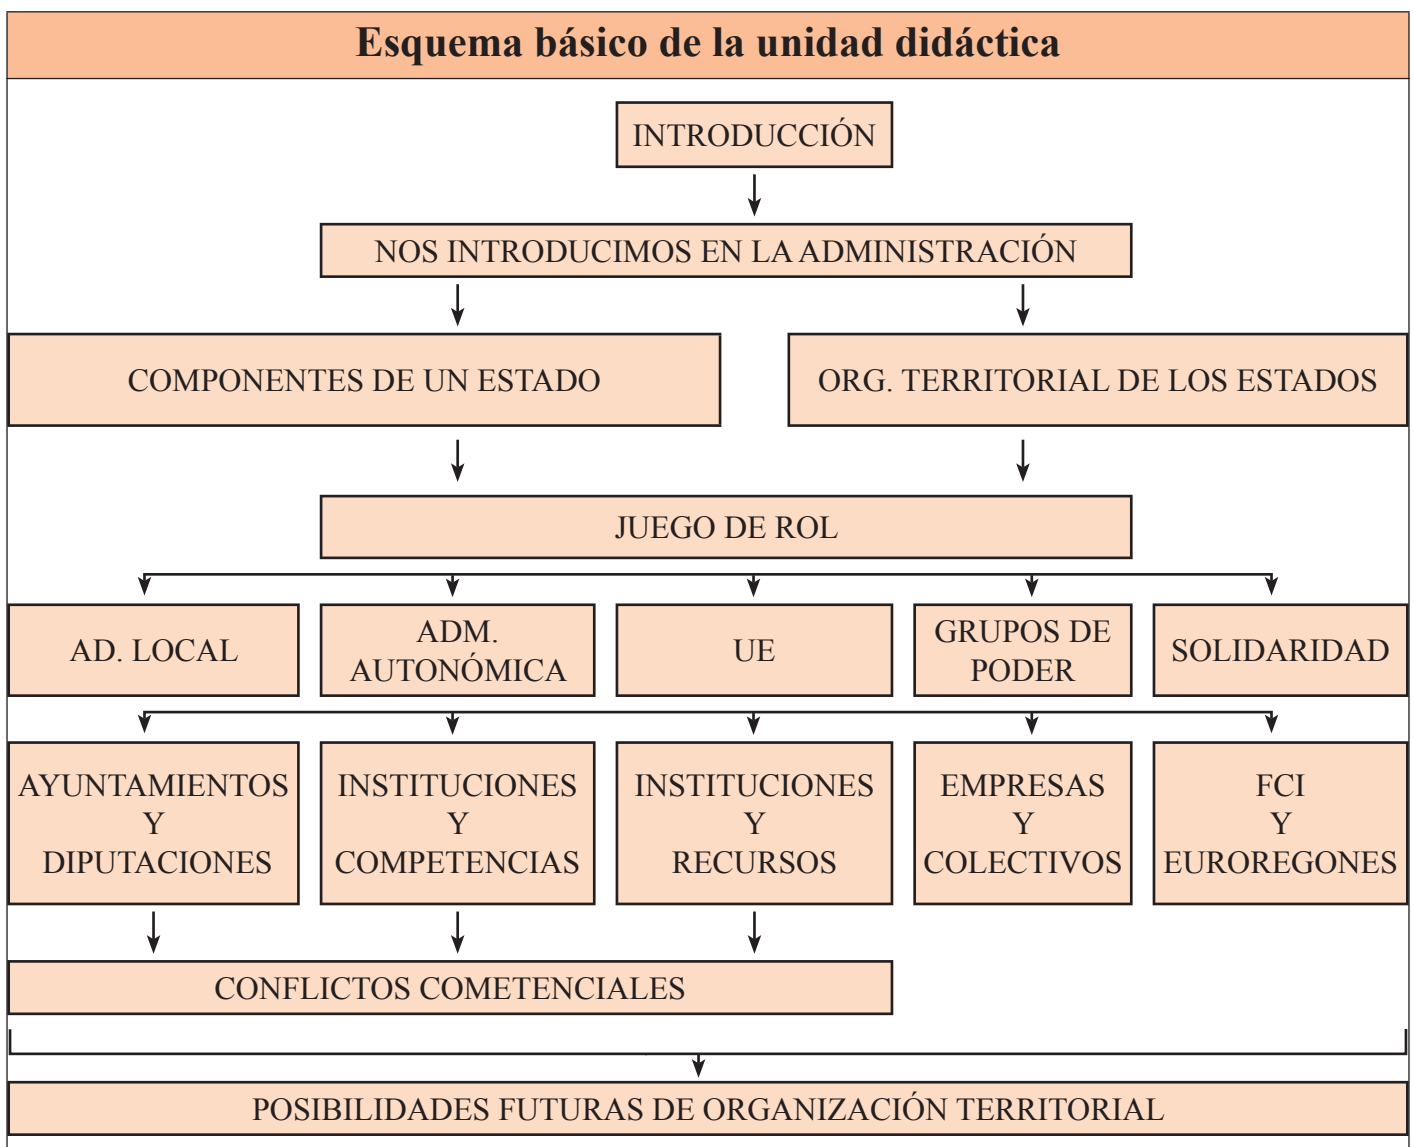 Esquema básico de la unidad didáctica
INTRODUCCIÓN
NOS INTRODUCIMOS EN LA ADMINISTRACIÓN
COMPONENTES DE UN ESTADO
ORG. TERRITORIAL DE LOS ESTADOS
JUEGO DE ROL
AD. LOCAL
ADM.
AUTONÓMICA
UE
GRUPOS DE
PODER
SOLIDARIDAD
AYUNTAMIENTOS
Y
DIPUTACIONES
INSTITUCIONES
Y
COMPETENCIAS
INSTITUCIONES
Y
RECURSOS
EMPRESAS
Y
COLECTIVOS
FCI
Y
EUROREGONES
CONFLICTOS COMETENCIALES
POSIBILIDADES FUTURAS DE ORGANIZACIÓN TERRITORIAL